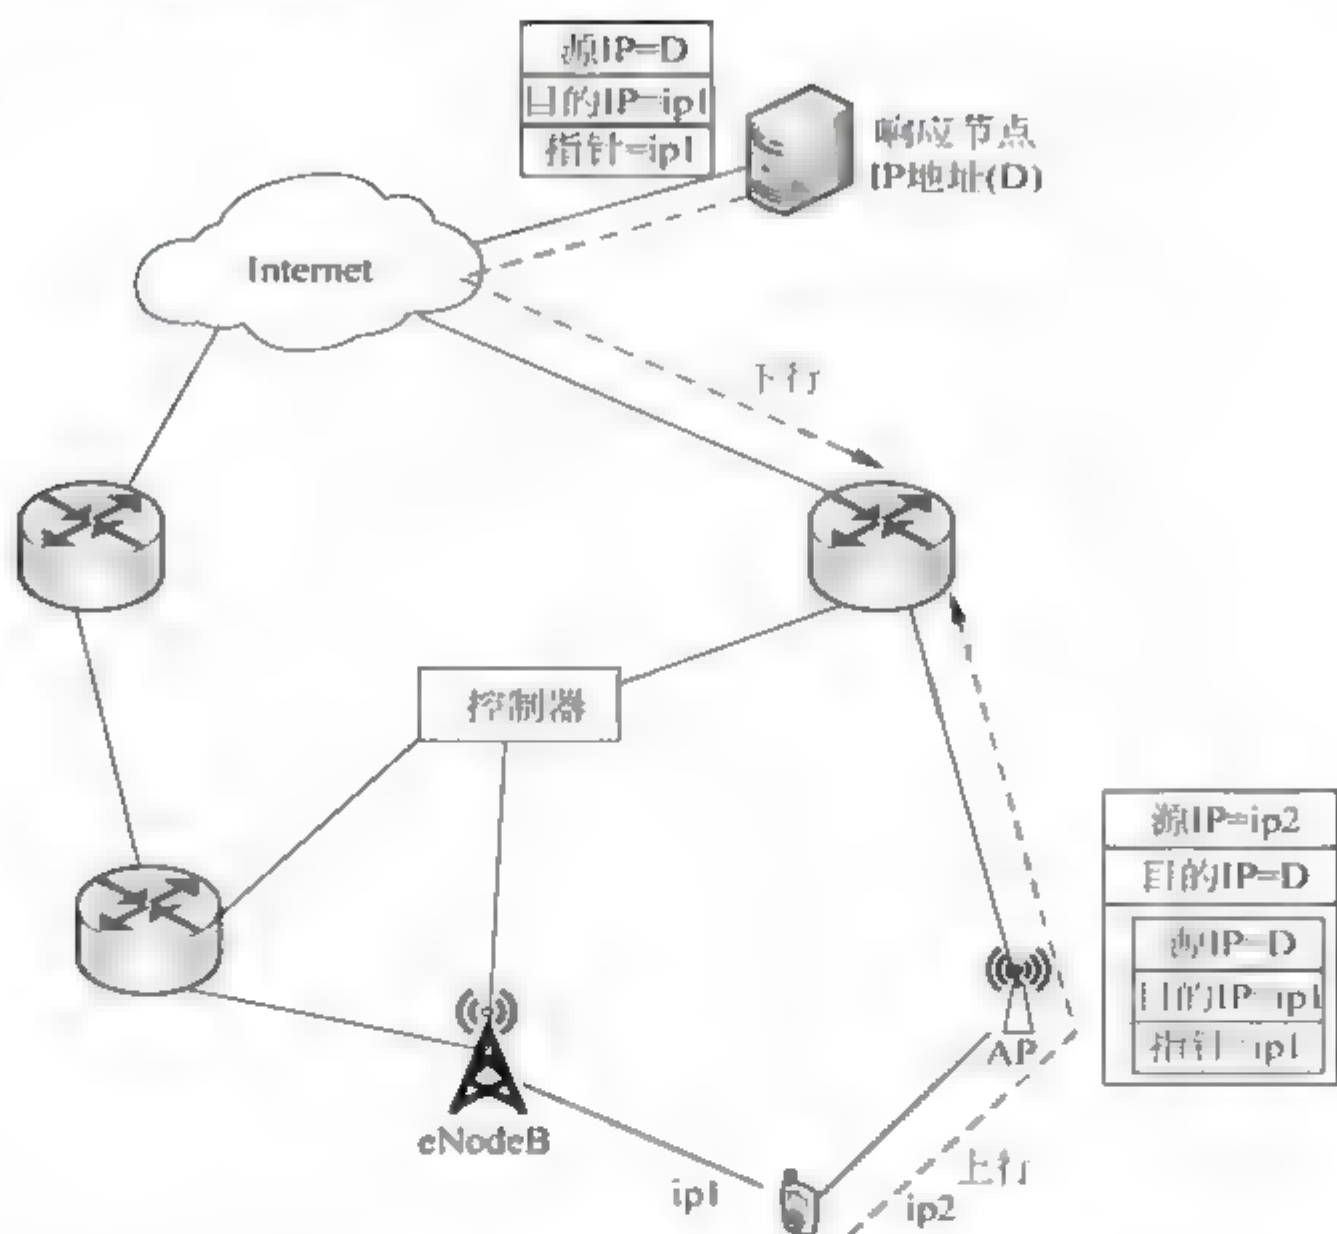 源IP=D
目的IP=ip1
指针=ip1
响应节点
IP地址(D)
Internet
下行
控制器
源IP=ip2
目的IP=D
源IP=D
目的IP=ip1
指针=ip1
AP
eNodeB
上行
ip1
ip2